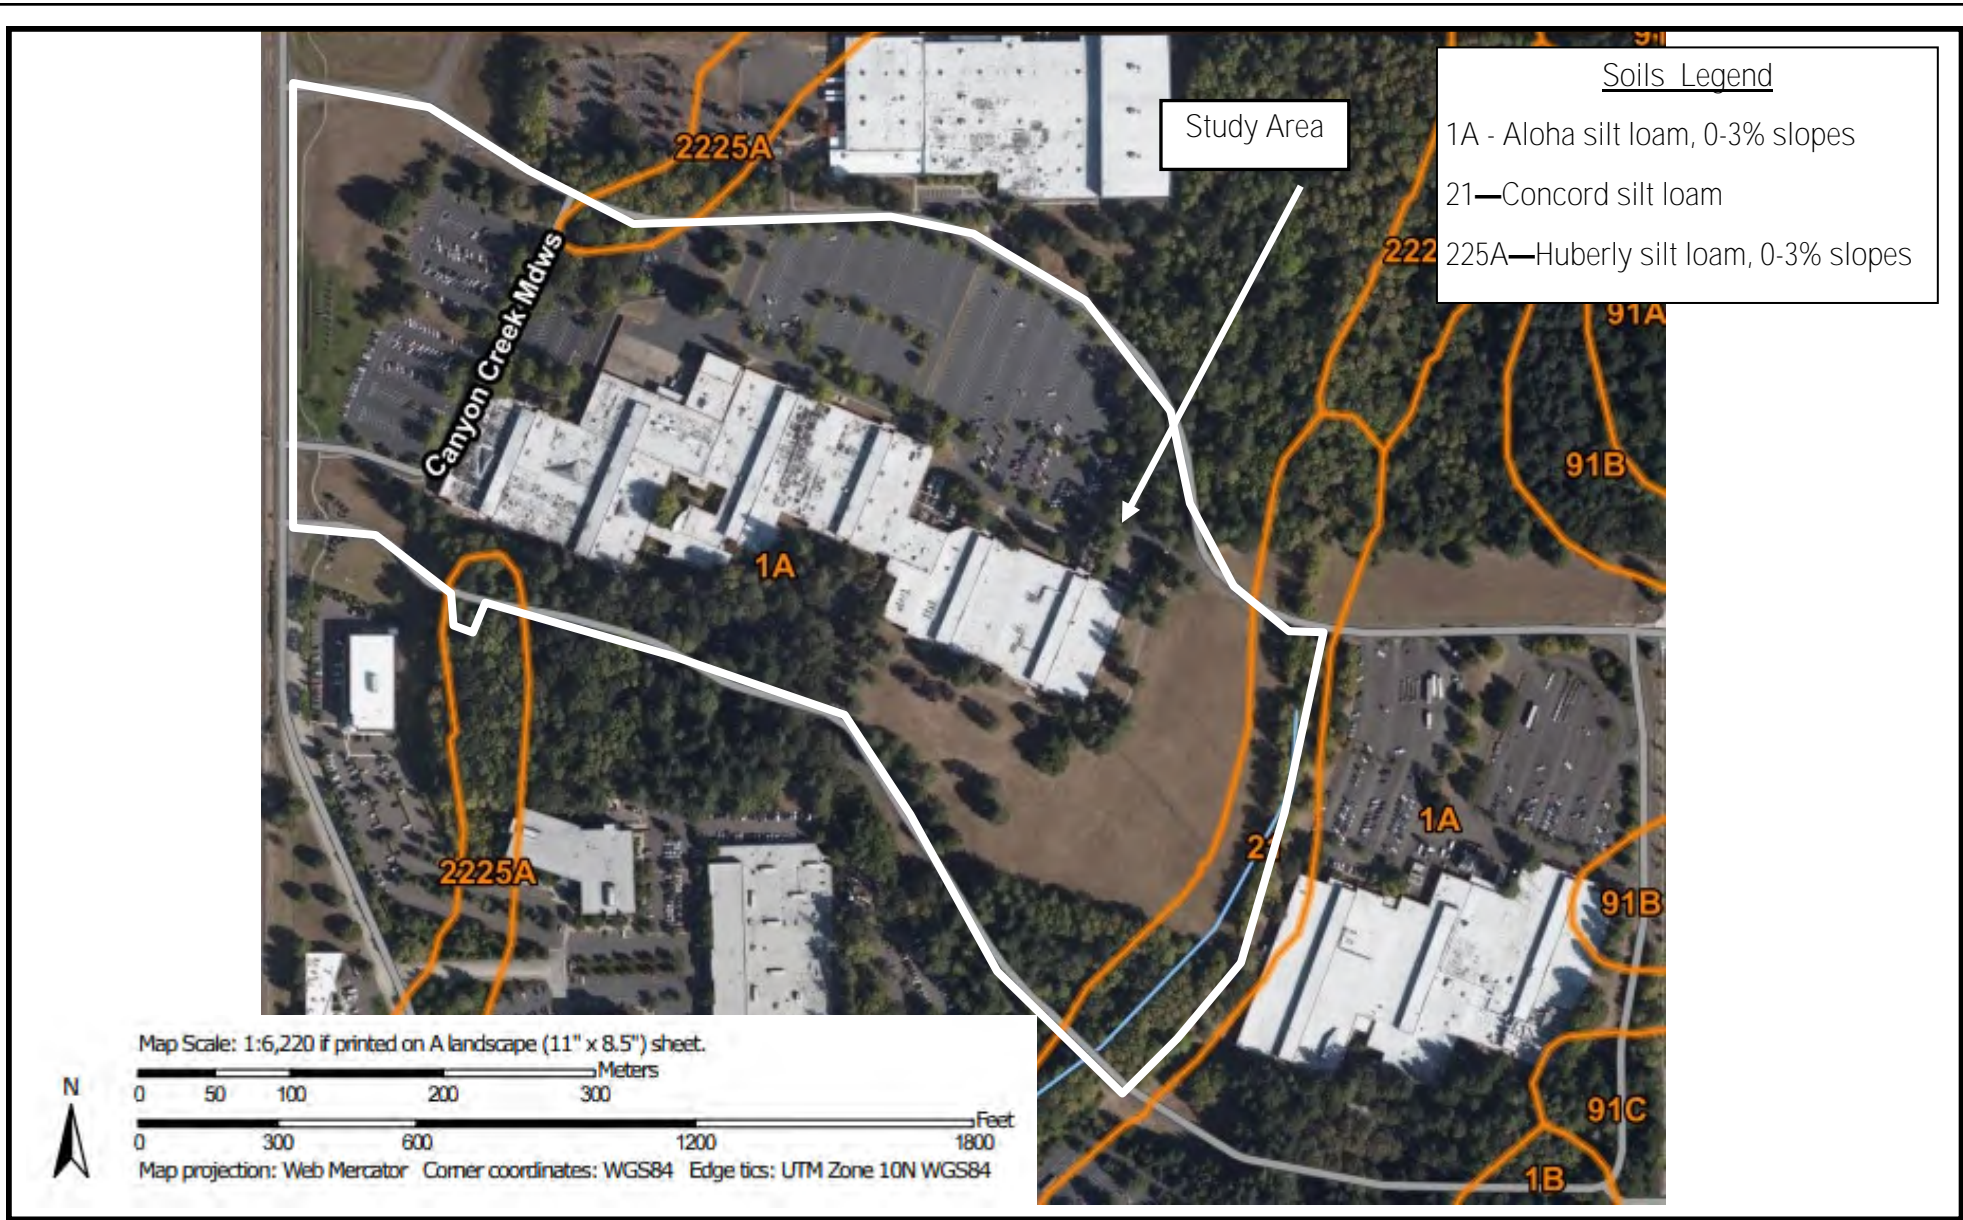 91
Soils Legend
1A - Aloha silt loam, 0-3% slopes
21—Concord silt loam
225A—Huberly silt loam, 0-3% slopes
Study Area
2225A
222
Canyon Creek Mdws
91A
91B
1A
2225A
21
1A
91B
91C
1B
Map Scale: 1:6,220 if printed on A landscape (11" x 8.5") sheet.
Meters
0 50 100 200 300
Feet
0 300 600 1200 1800
Map projection: Web Mercator Corner coordinates: WGS84 Edge tics: UTM Zone 10N WGS84
N